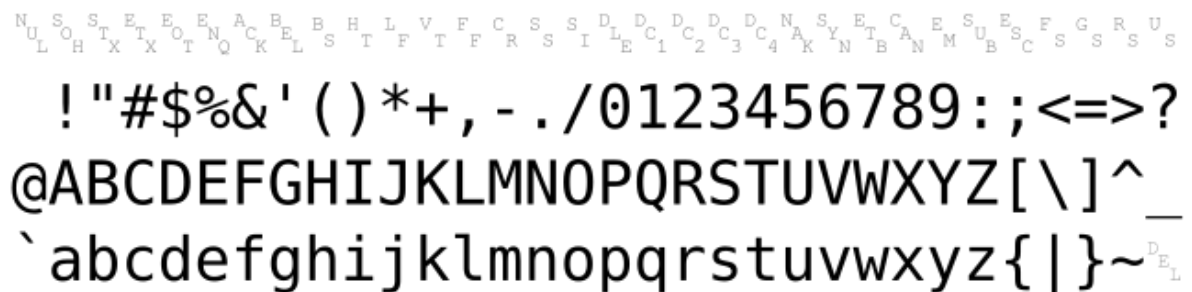 NUL SOH STX ETX EOT ENQ ACK BEL BS HT LF VT FF CR SS SI DLE DC1 DC2 DC3 DC4 NAK SYN ETB CAN EM SUB ESC FS GS RS US
!"#$%&'()*+,-./0123456789:;<=>?
@ABCDEFGHIJKLMNOPQRSTUVWXYZ[\]^_
`abcdefghijklmnopqrstuvwxyz{|}~ DEL